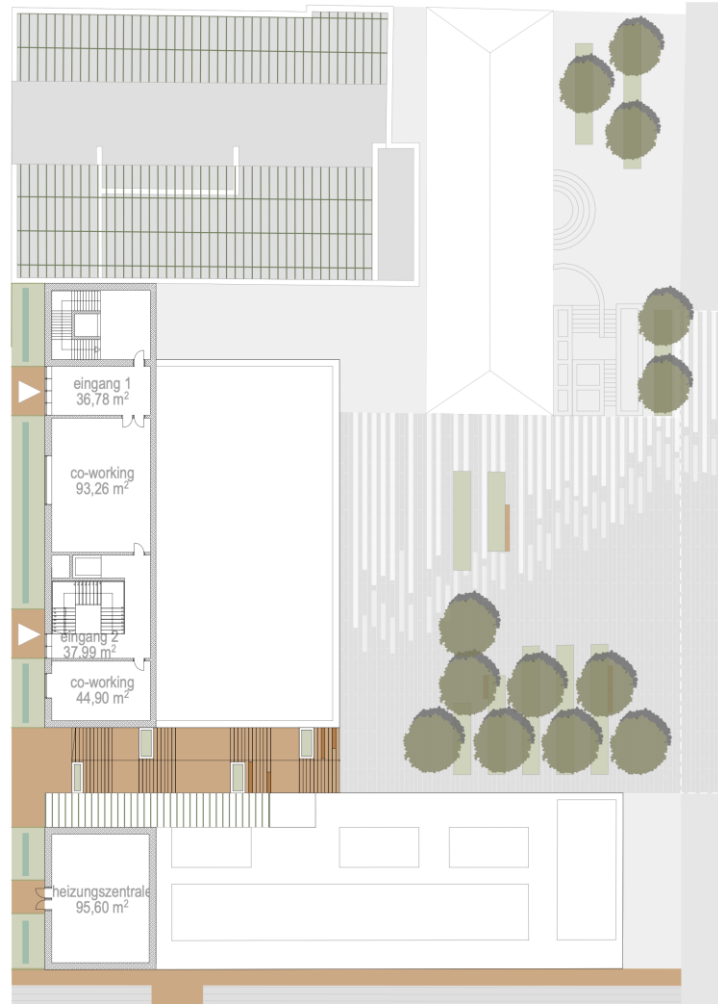 eingang 1
36,78 m²
co-working
93,26 m²
eingang 2
37,99 m²
co-working
44,90 m²
heizungszentrale
95,60 m²